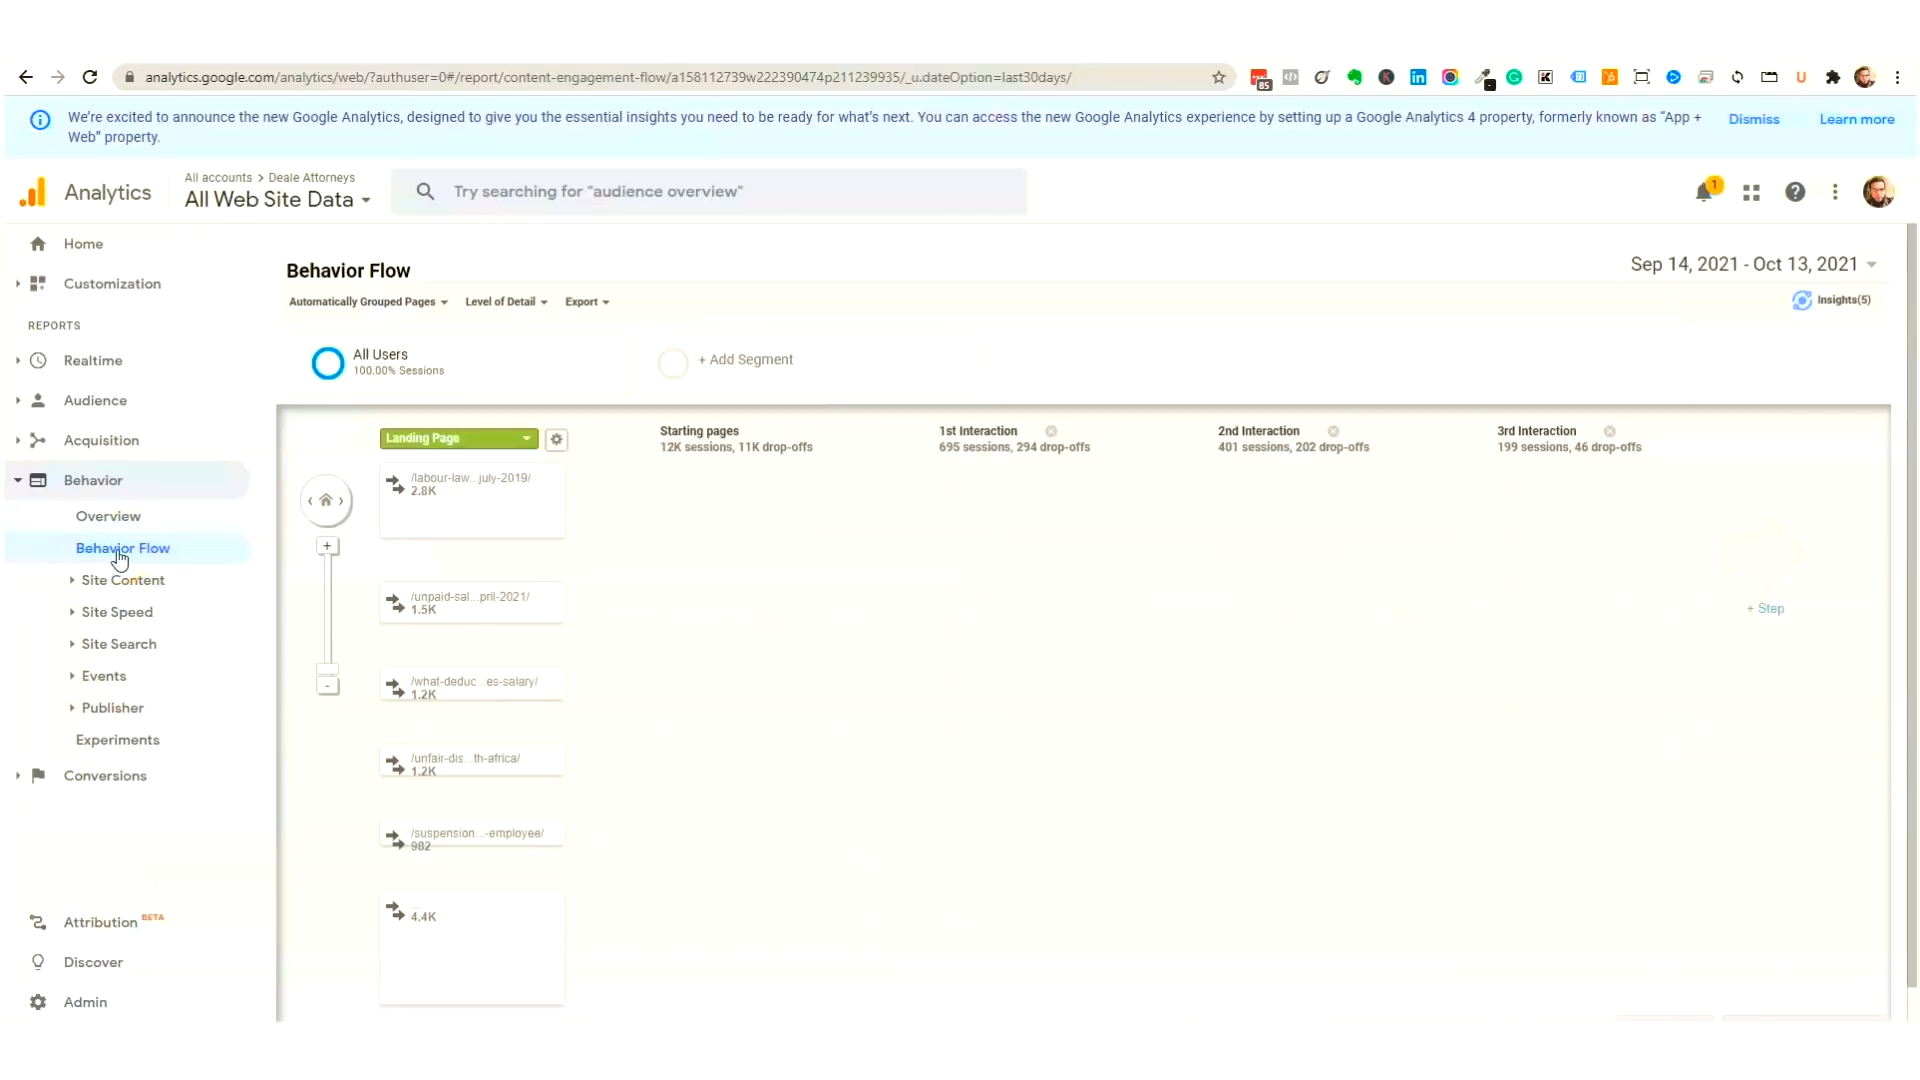 analytics.google.com/analytics/web/?authuser=0#/report/content-engagement-flow/a158112739w222390474p211239935/_u.dateOption=last30days/
85
We're excited to announce the new Google Analytics, designed to give you the essential insights you need to be ready for what's next. You can access the new Google Analytics experience by setting up a Google Analytics 4 property, formerly known as "App +
Web" property.
Dismiss
Learn more
Analytics
All accounts > Deale Attorneys
All Web Site Data
Try searching for "audience overview"
1
Home
Customization
REPORTS
Realtime
Audience
Acquisition
Behavior
Overview
Behavior Flow
Site Content
Site Speed
Site Search
Events
Publisher
Experiments
Conversions
Attribution BETA
Discover
Admin
Behavior Flow
Sep 14, 2021 - Oct 13, 2021
Automatically Grouped Pages
Level of Detail
Export
Insights(5)
All Users
100.00% Sessions
+ Add Segment
Landing Page
Starting pages
12K sessions, 11K drop-offs
1st Interaction
695 sessions, 294 drop-offs
2nd Interaction
401 sessions, 202 drop-offs
3rd Interaction
199 sessions, 46 drop-offs
/labour-law...july-2019/
2.8K
/unpaid-sal...pril-2021/
1.5K
/what-deduc...es-salary/
1.2K
/unfair-dis...th-africa/
1.2K
/suspension...-employee/
982
...
4.4K
+ Step
+
-